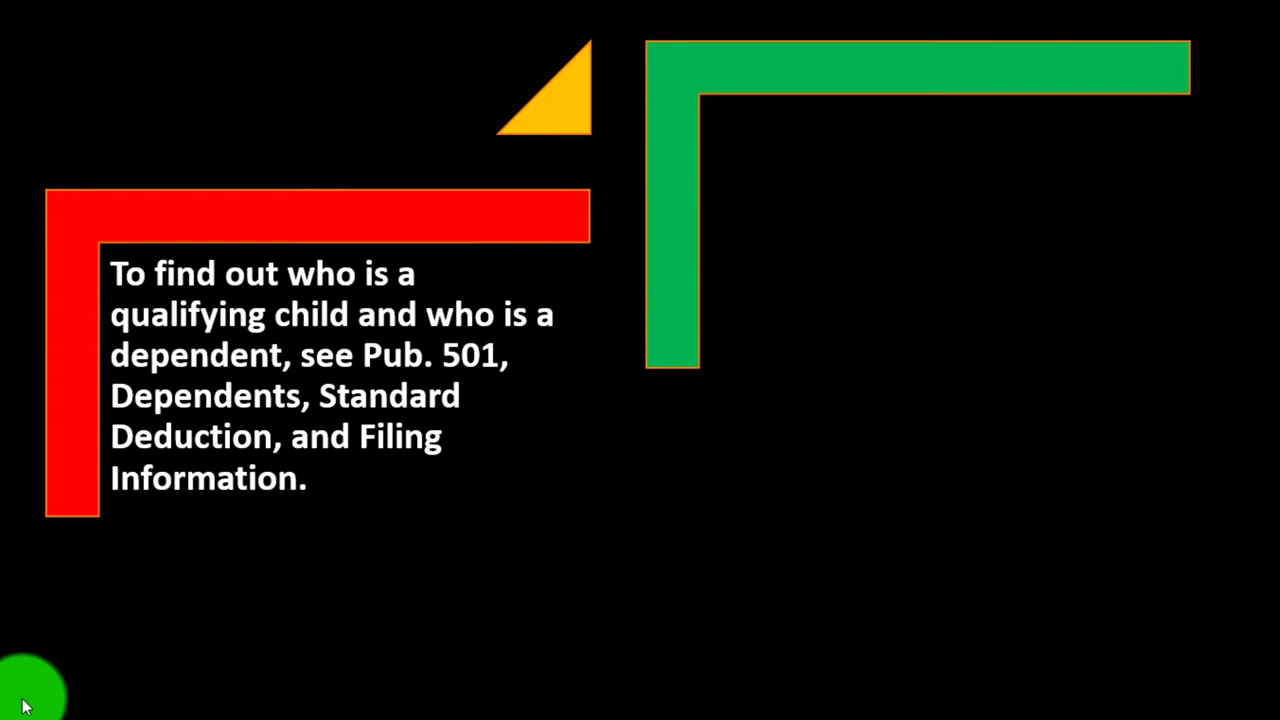 To find out who is a
qualifying child and who is a
dependent, see Pub. 501,
Dependents, Standard
Deduction, and Filing
Information.